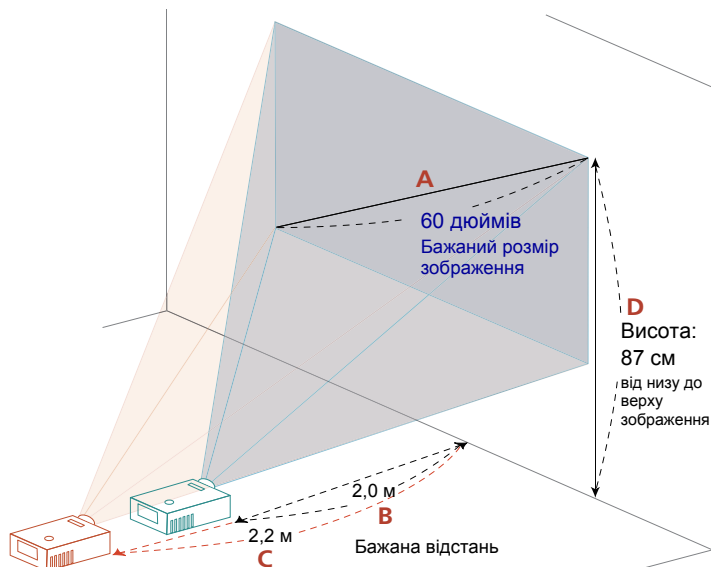 A
60 дюймів
Бажаний розмір
зображення
D
Висота:
87 см
від низу до
верху
зображення
2,0 м
B
2,2 м
C
Бажана відстань